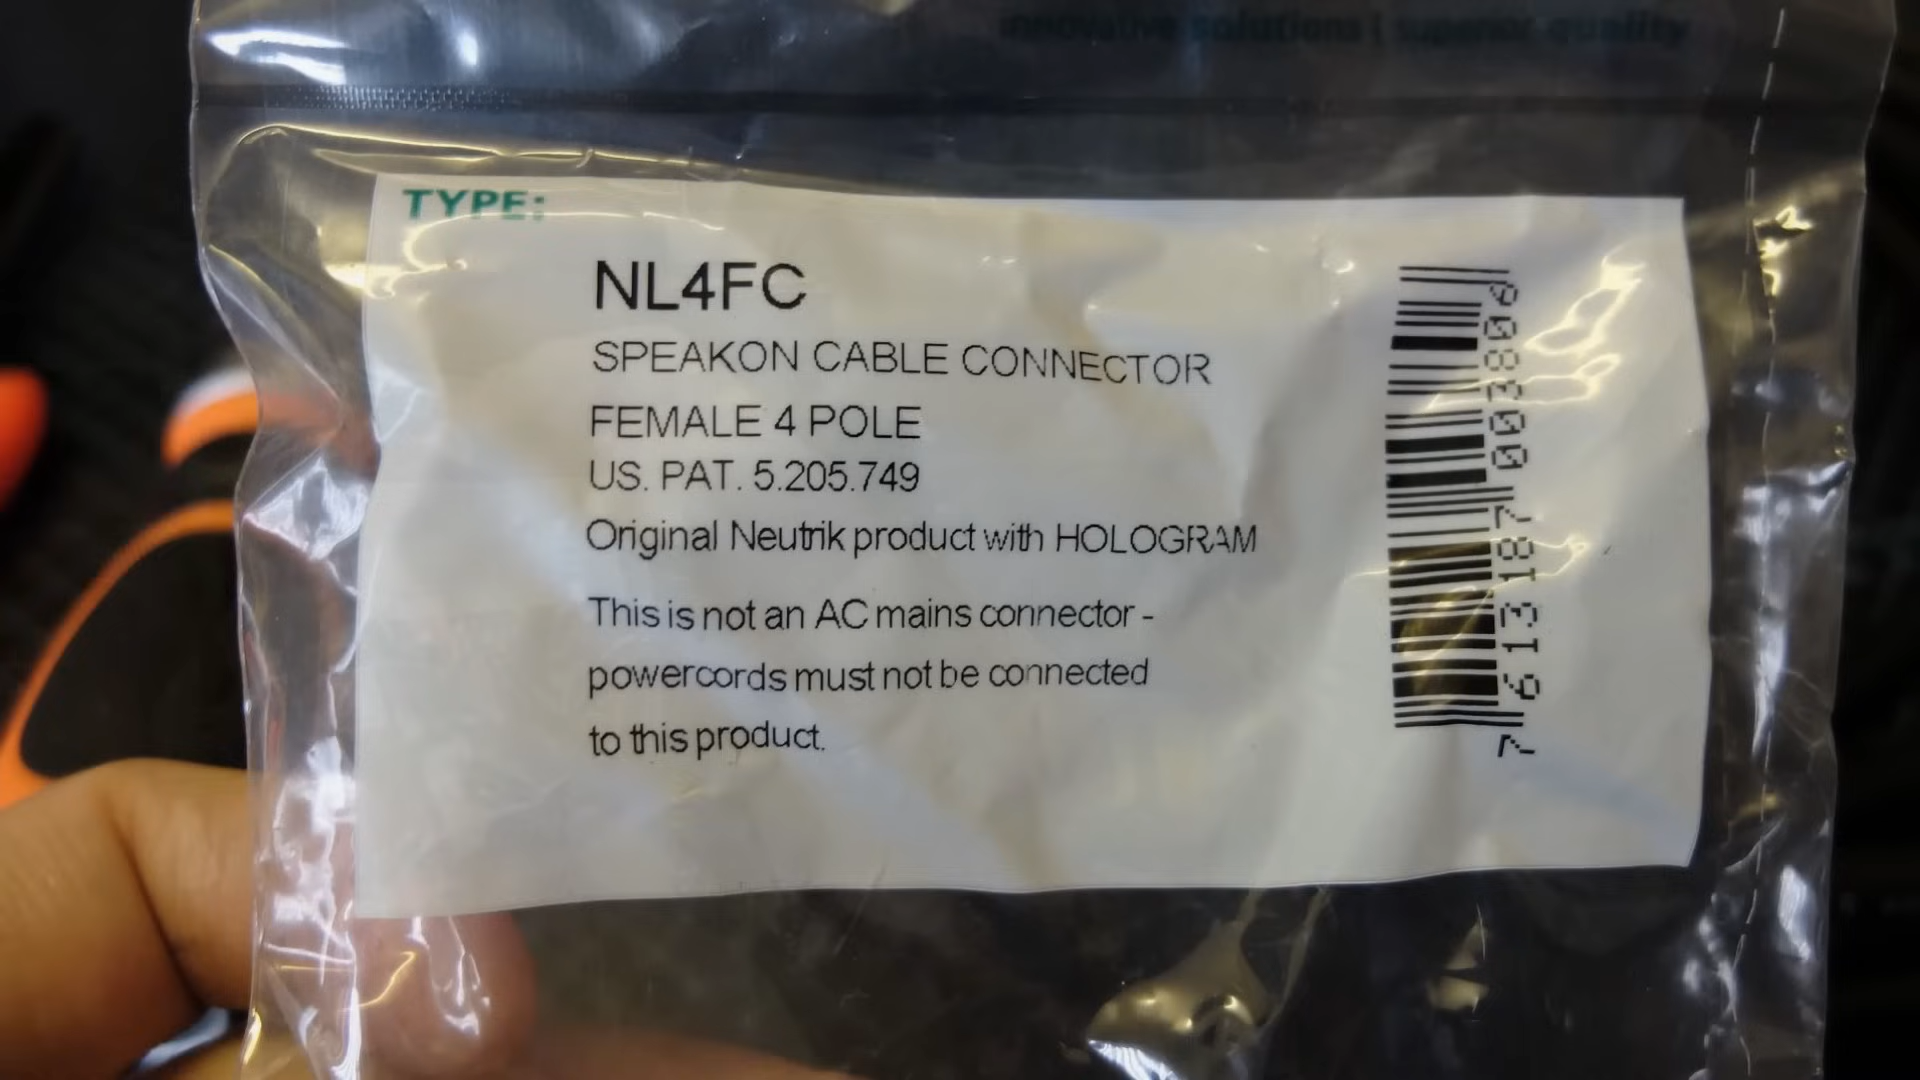 innovative solutions | superior quality
TYPE:
NL4FC
SPEAKON CABLE CONNECTOR
FEMALE 4 POLE
US. PAT. 5.205.749
Original Neutrik product with HOLOGRAM
This is not an AC mains connector -
powercords must not be connected
to this product.
7 613187 003806